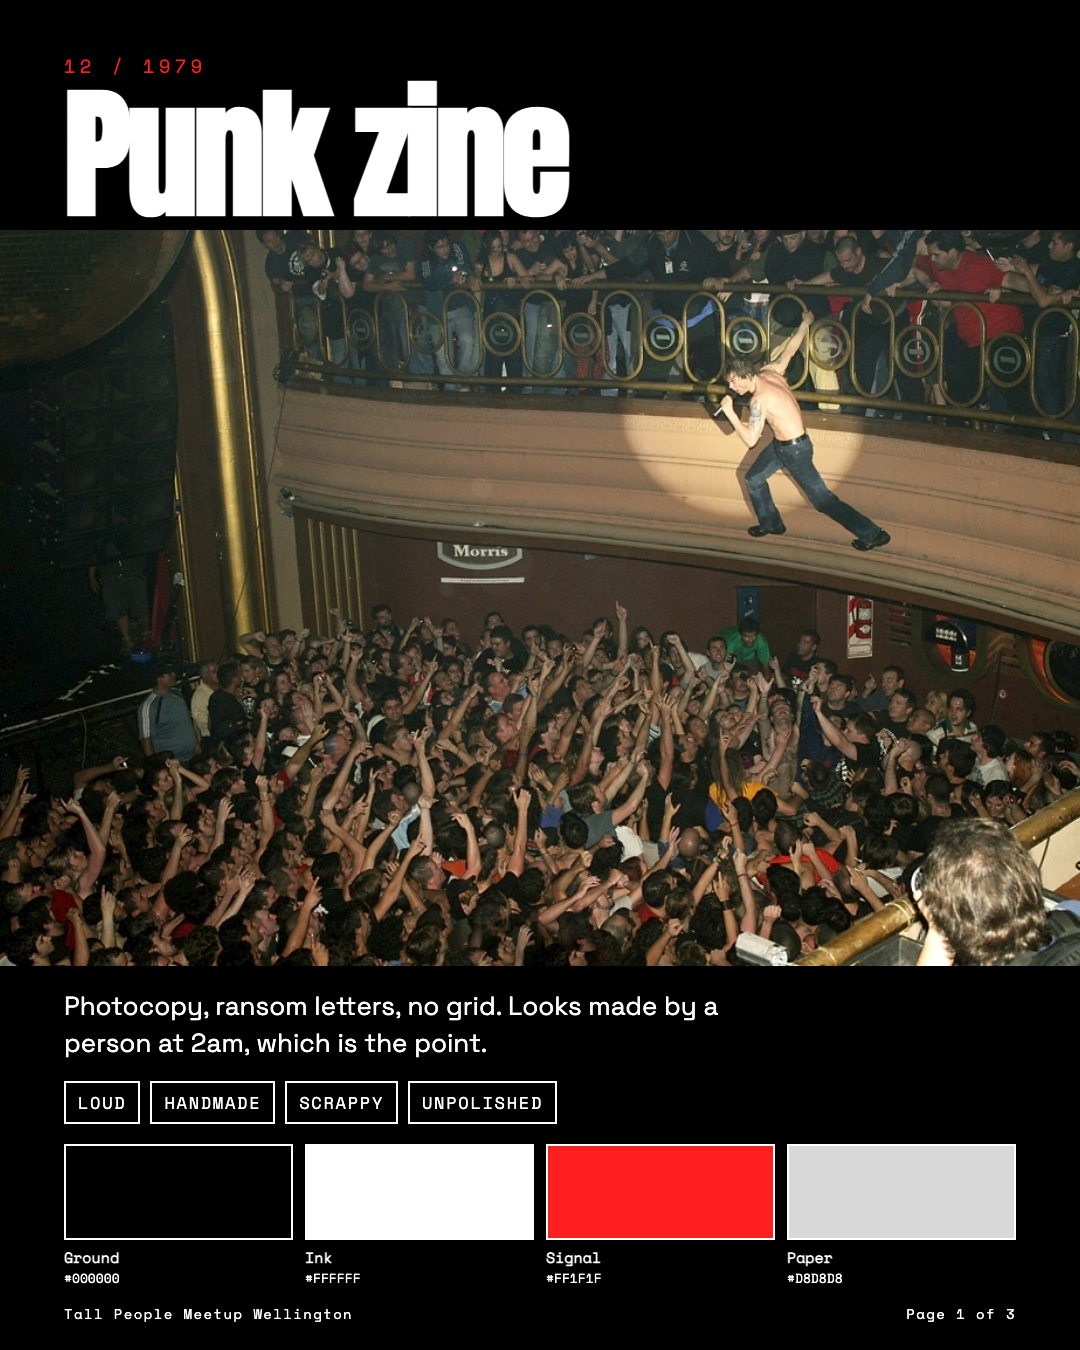 12 / 1979
Punk zine
Morris
Photocopy, ransom letters, no grid. Looks made by a
person at 2am, which is the point.
LOUD
HANDMADE
SCRAPPY
UNPOLISHED
Ground
#000000
Ink
#FFFFFF
Signal
#FF1F1F
Paper
#D8D8D8
Tall People Meetup Wellington
Page 1 of 3